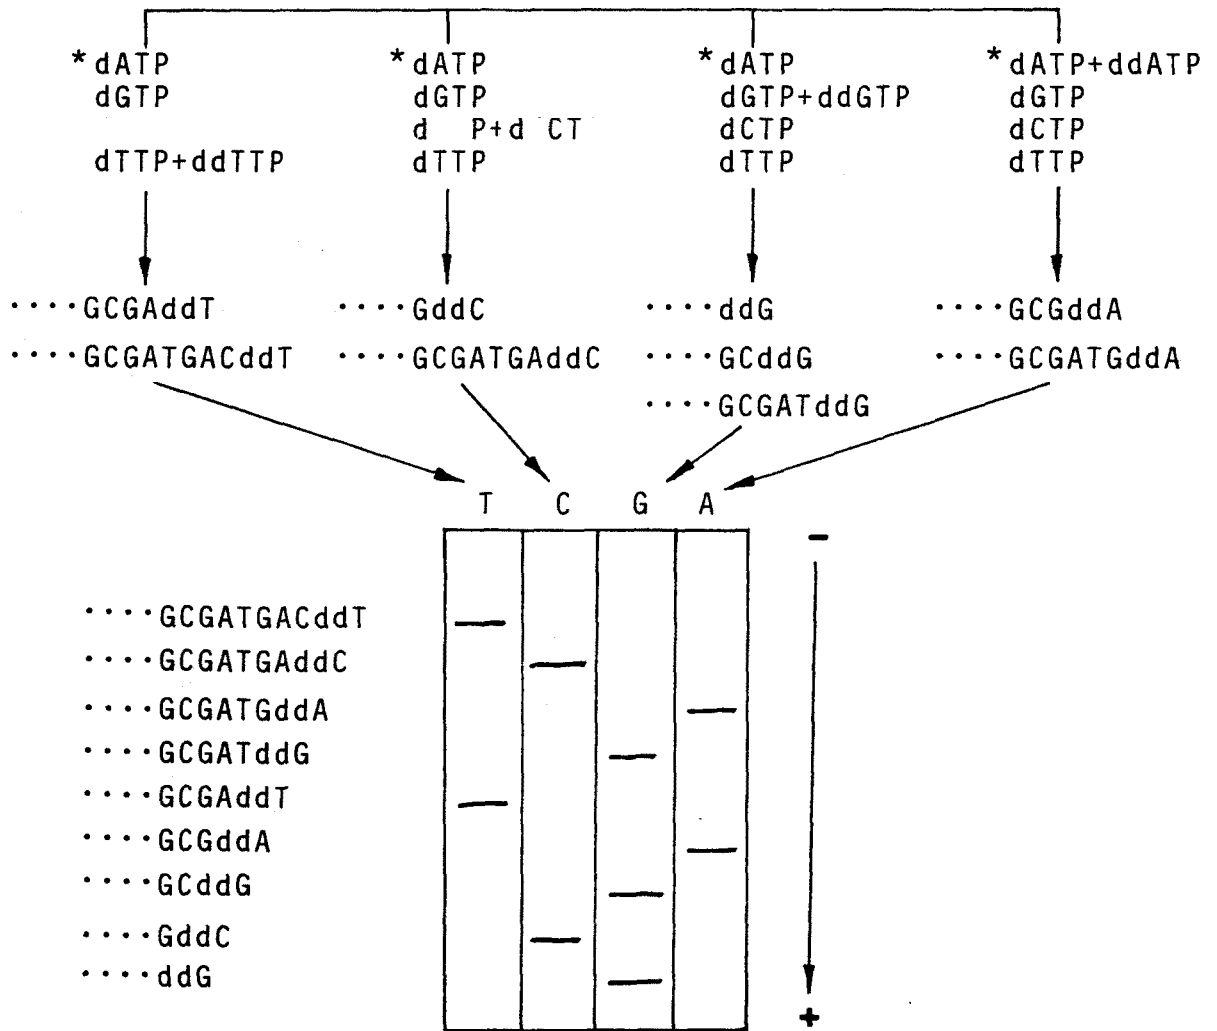 *dATP
dGTP
dTTP+ddTTP
*dATP
dGTP
d P+d CT
dTTP
*dATP
dGTP+ddGTP
dCTP
dTTP
*dATP+ddATP
dGTP
dCTP
dTTP
····GCGAddT
····GCGATGACddT
····GddC
····GCGATGAddC
····ddG
····GCddG
····GCGATddG
····GCGddA
····GCGATGddA
T C G A
−
····GCGATGACddT
····GCGATGAddC
····GCGATGddA
····GCGATddG
····GCGAddT
····GCGddA
····GCddG
····GddC
····ddG
+